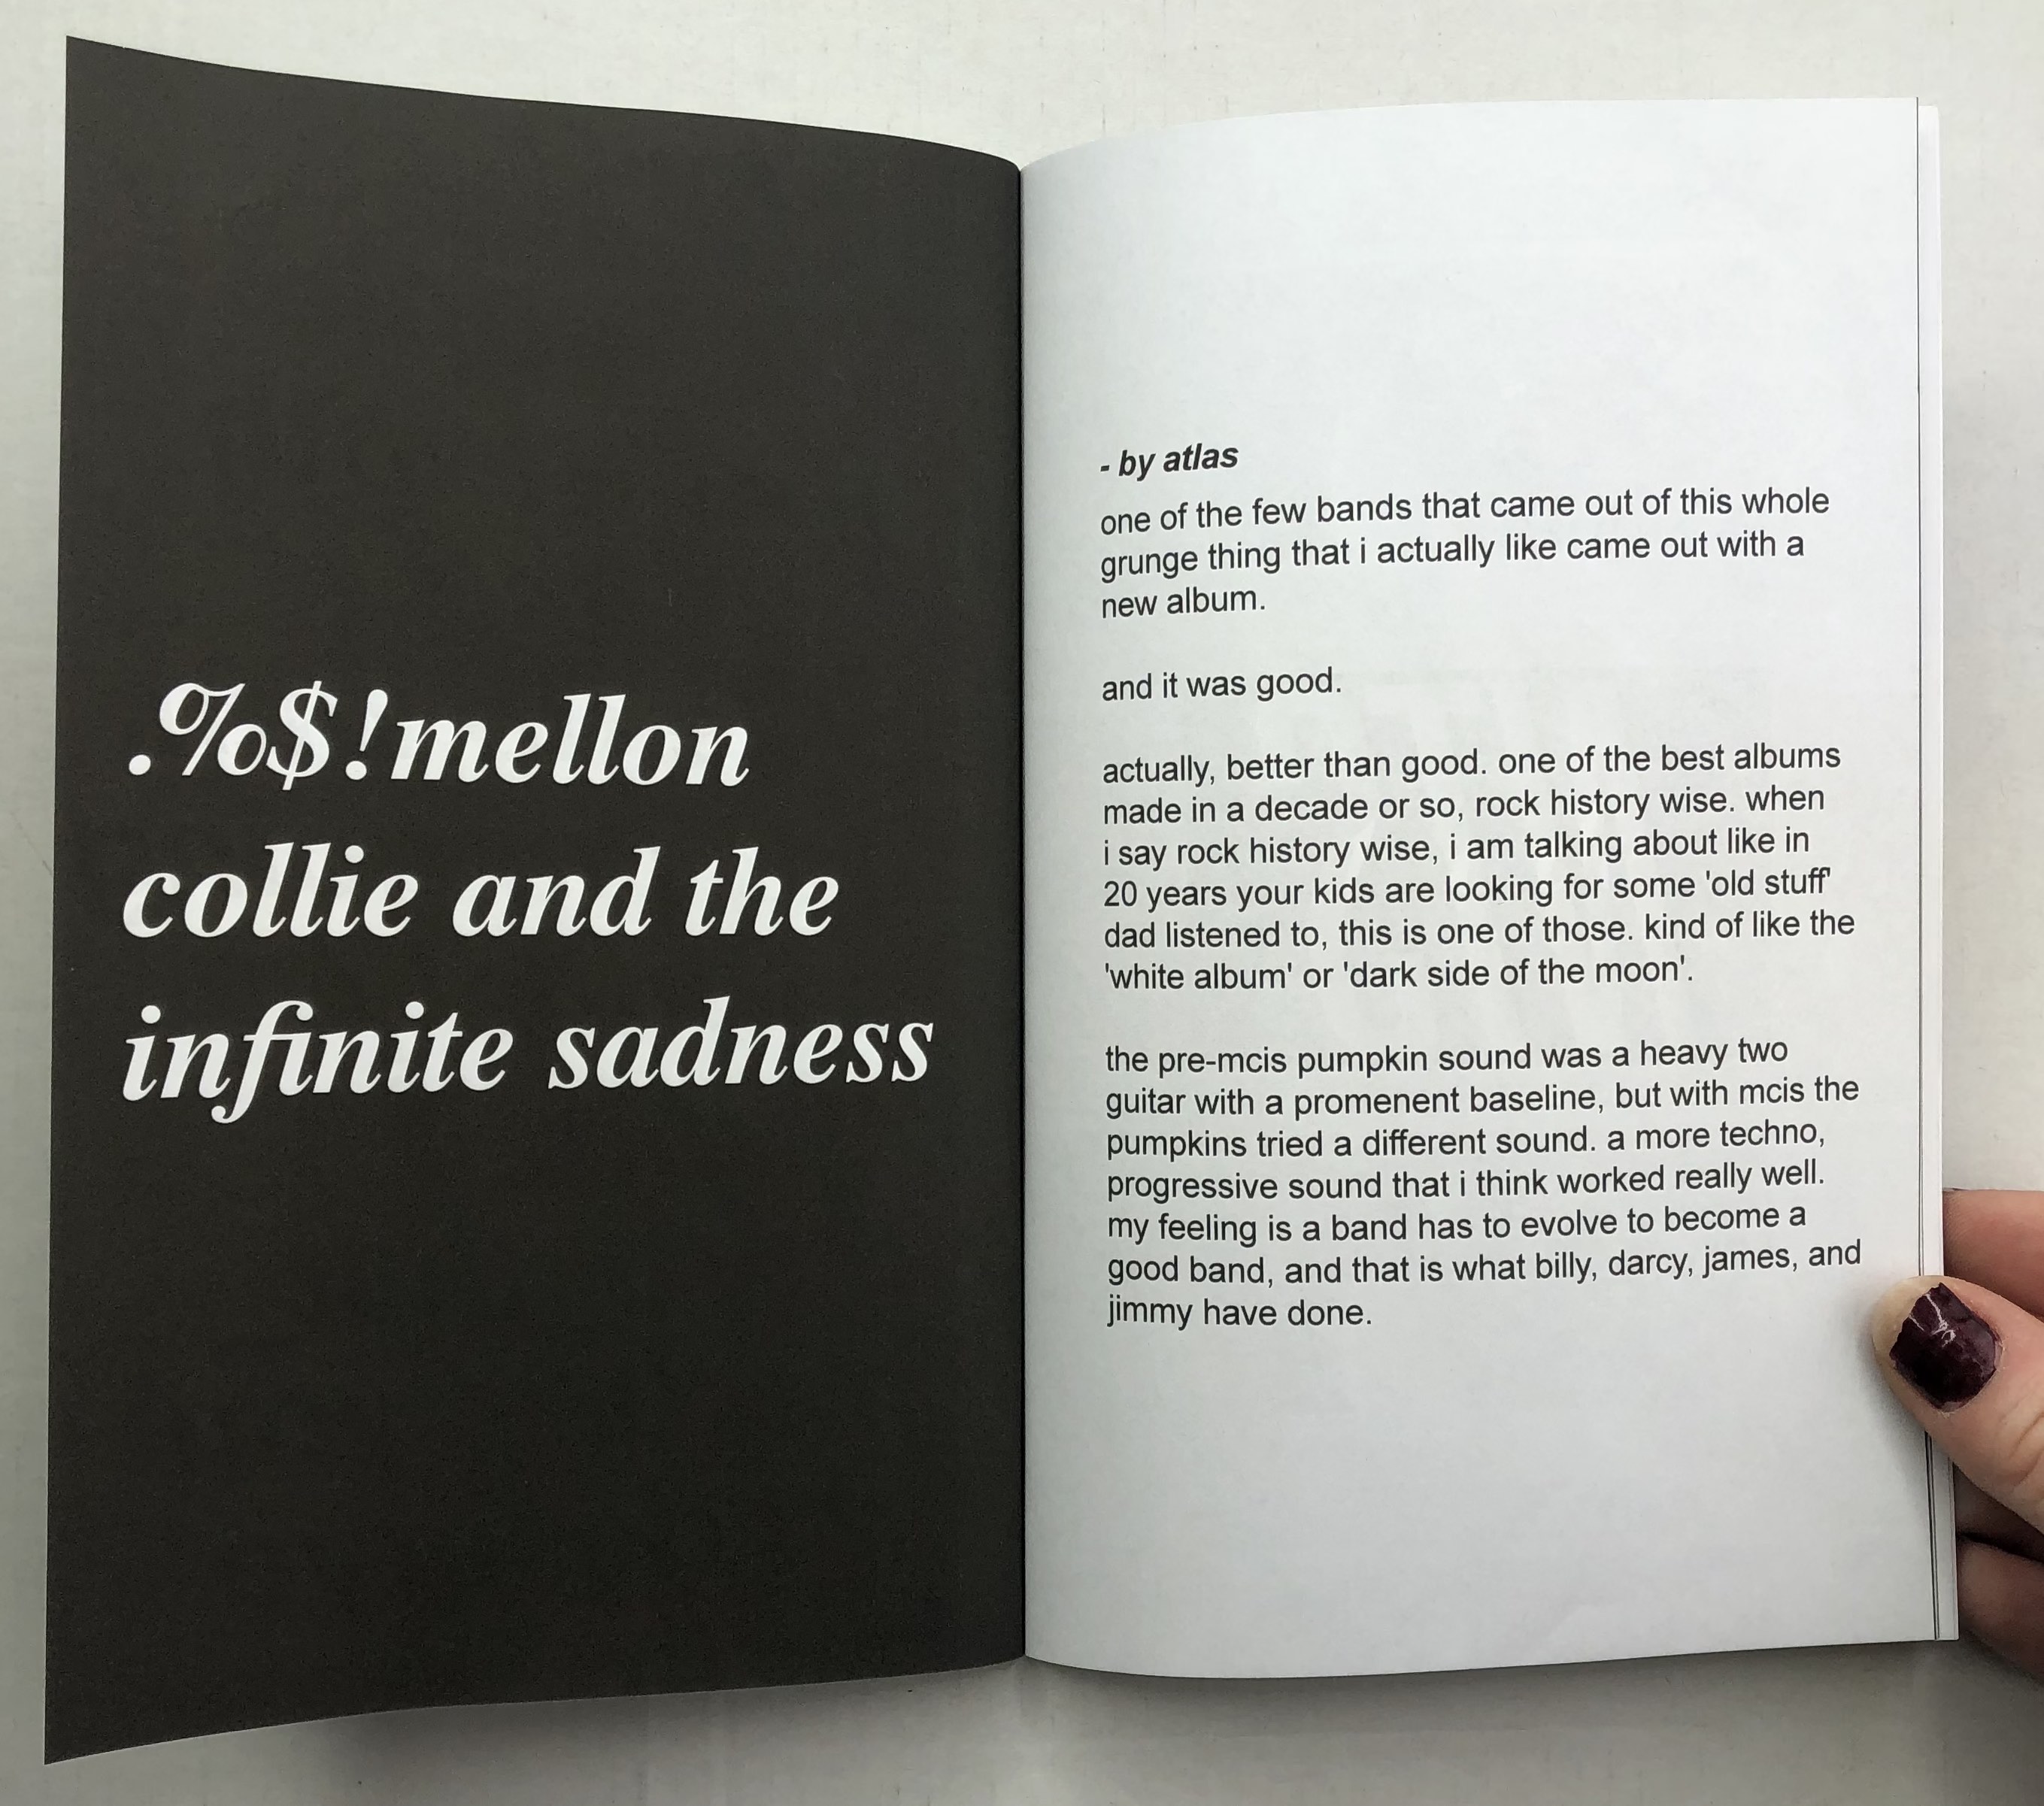 .%$!mellon
collie and the
infinite sadness
- by atlas
one of the few bands that came out of this whole
grunge thing that i actually like came out with a
new album.
and it was good.
actually, better than good. one of the best albums
made in a decade or so, rock history wise. when
i say rock history wise, i am talking about like in
20 years your kids are looking for some 'old stuff'
dad listened to, this is one of those. kind of like the
'white album' or 'dark side of the moon'.
the pre-mcis pumpkin sound was a heavy two
guitar with a promenent baseline, but with mcis the
pumpkins tried a different sound. a more techno,
progressive sound that i think worked really well.
my feeling is a band has to evolve to become a
good band, and that is what billy, darcy, james, and
jimmy have done.